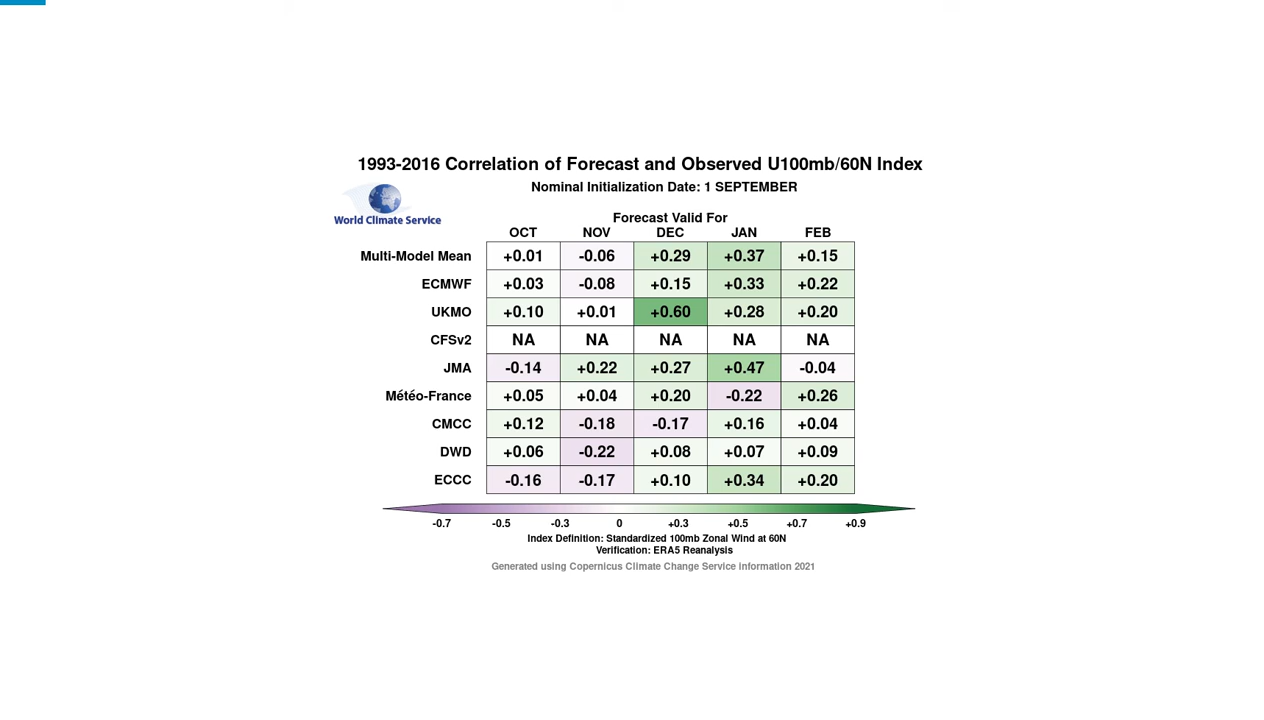 1993-2016 Correlation of Forecast and Observed U100mb/60N Index
Nominal Initialization Date: 1 SEPTEMBER
World Climate Service
Forecast Valid For
OCT NOV DEC JAN FEB
Multi-Model Mean +0.01 -0.06 +0.29 +0.37 +0.15
ECMWF +0.03 -0.08 +0.15 +0.33 +0.22
UKMO +0.10 +0.01 +0.60 +0.28 +0.20
CFSv2 NA NA NA NA NA
JMA -0.14 +0.22 +0.27 +0.47 -0.04
Météo-France +0.05 +0.04 +0.20 -0.22 +0.26
CMCC +0.12 -0.18 -0.17 +0.16 +0.04
DWD +0.06 -0.22 +0.08 +0.07 +0.09
ECCC -0.16 -0.17 +0.10 +0.34 +0.20
-0.7 -0.5 -0.3 0 +0.3 +0.5 +0.7 +0.9
Index Definition: Standardized 100mb Zonal Wind at 60N
Verification: ERA5 Reanalysis
Generated using Copernicus Climate Change Service information 2021